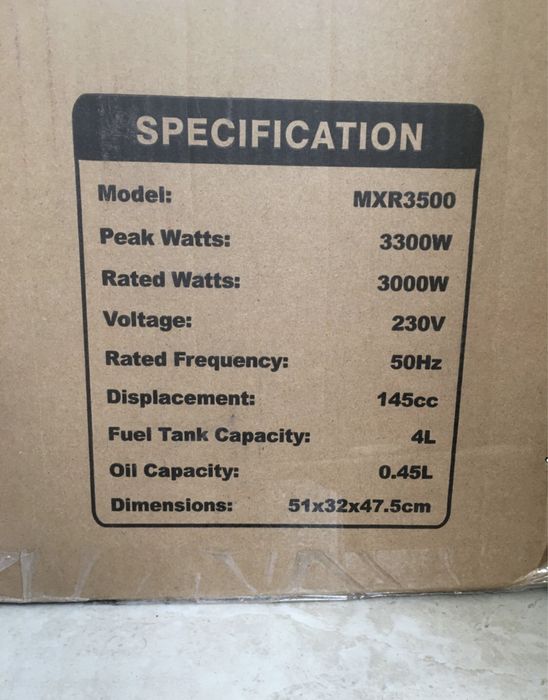 SPECIFICATION
Model: MXR3500
Peak Watts: 3300W
Rated Watts: 3000W
Voltage: 230V
Rated Frequency: 50Hz
Displacement: 145cc
Fuel Tank Capacity: 4L
Oil Capacity: 0.45L
Dimensions: 51x32x47.5cm